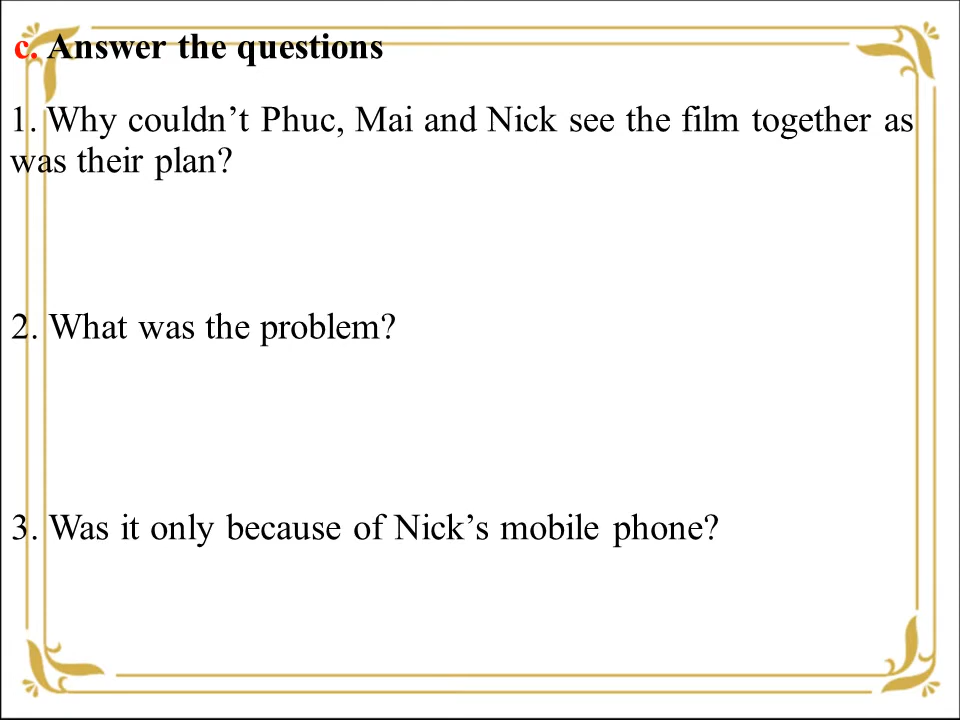 c. Answer the questions
1. Why couldn’t Phuc, Mai and Nick see the film together as
was their plan?
2. What was the problem?
3. Was it only because of Nick’s mobile phone?